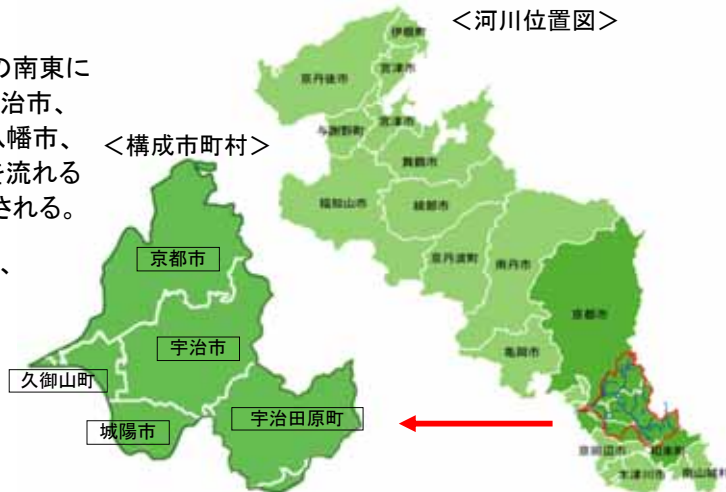 の南東に
治市、
八幡市、
を流れる
される。
、
＜河川位置図＞
伊根町
京丹後市
宮津市
与謝野町
宮津市
舞鶴市
福知山市
綾部市
京丹波町
南丹市
京都市
亀岡市
京田辺市
和束町
木津川市
南山城村
＜構成市町村＞
京都市
宇治市
久御山町
城陽市
宇治田原町